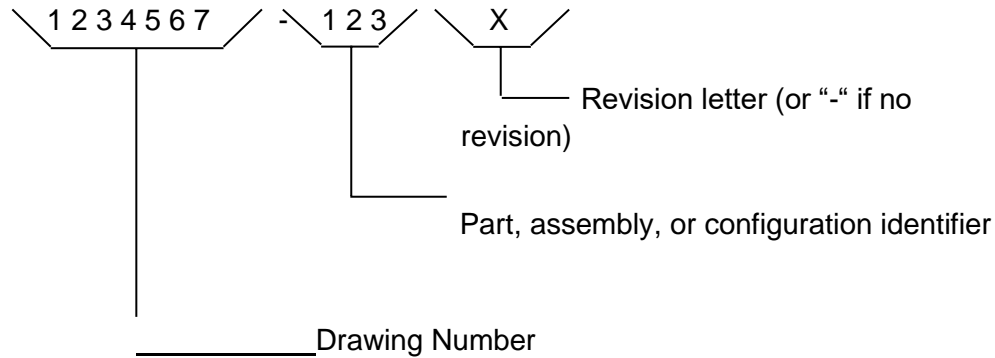 1 2 3 4 5 6 7 - 1 2 3 X
Revision letter (or “-“ if no
revision)
Part, assembly, or configuration identifier
Drawing Number